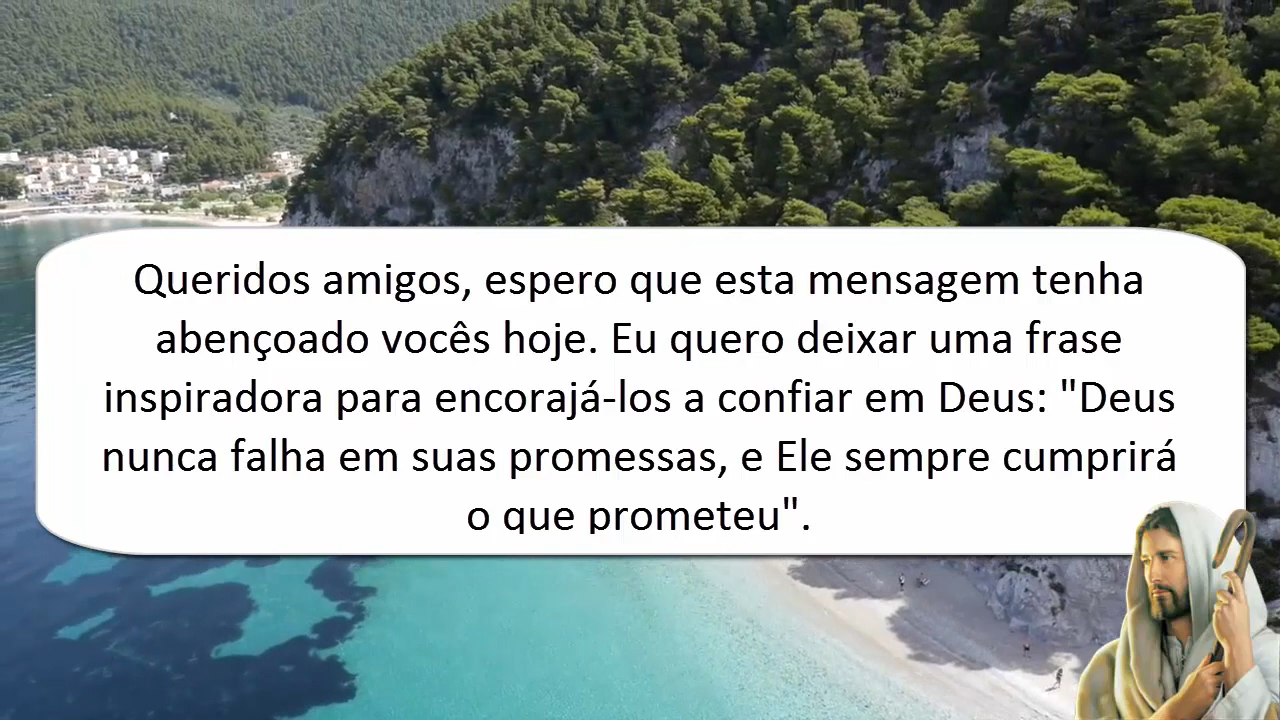 Queridos amigos, espero que esta mensagem tenha
abençoado vocês hoje. Eu quero deixar uma frase
inspiradora para encorajá-los a confiar em Deus: "Deus
nunca falha em suas promessas, e Ele sempre cumprirá
o que prometeu".